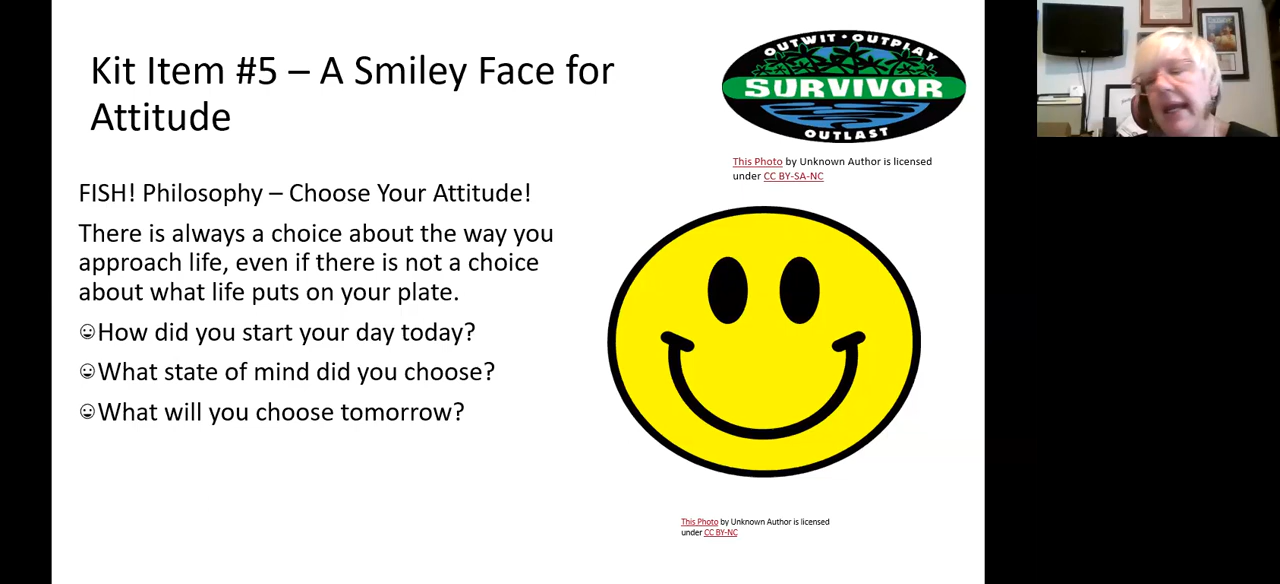 Kit Item #5 – A Smiley Face for
Attitude
OUTWIT • OUTPLAY
SURVIVOR
OUTLAST
This Photo by Unknown Author is licensed
under CC BY-SA-NC
FISH! Philosophy – Choose Your Attitude!
There is always a choice about the way you
approach life, even if there is not a choice
about what life puts on your plate.
How did you start your day today?
What state of mind did you choose?
What will you choose tomorrow?
This Photo by Unknown Author is licensed
under CC BY-NC